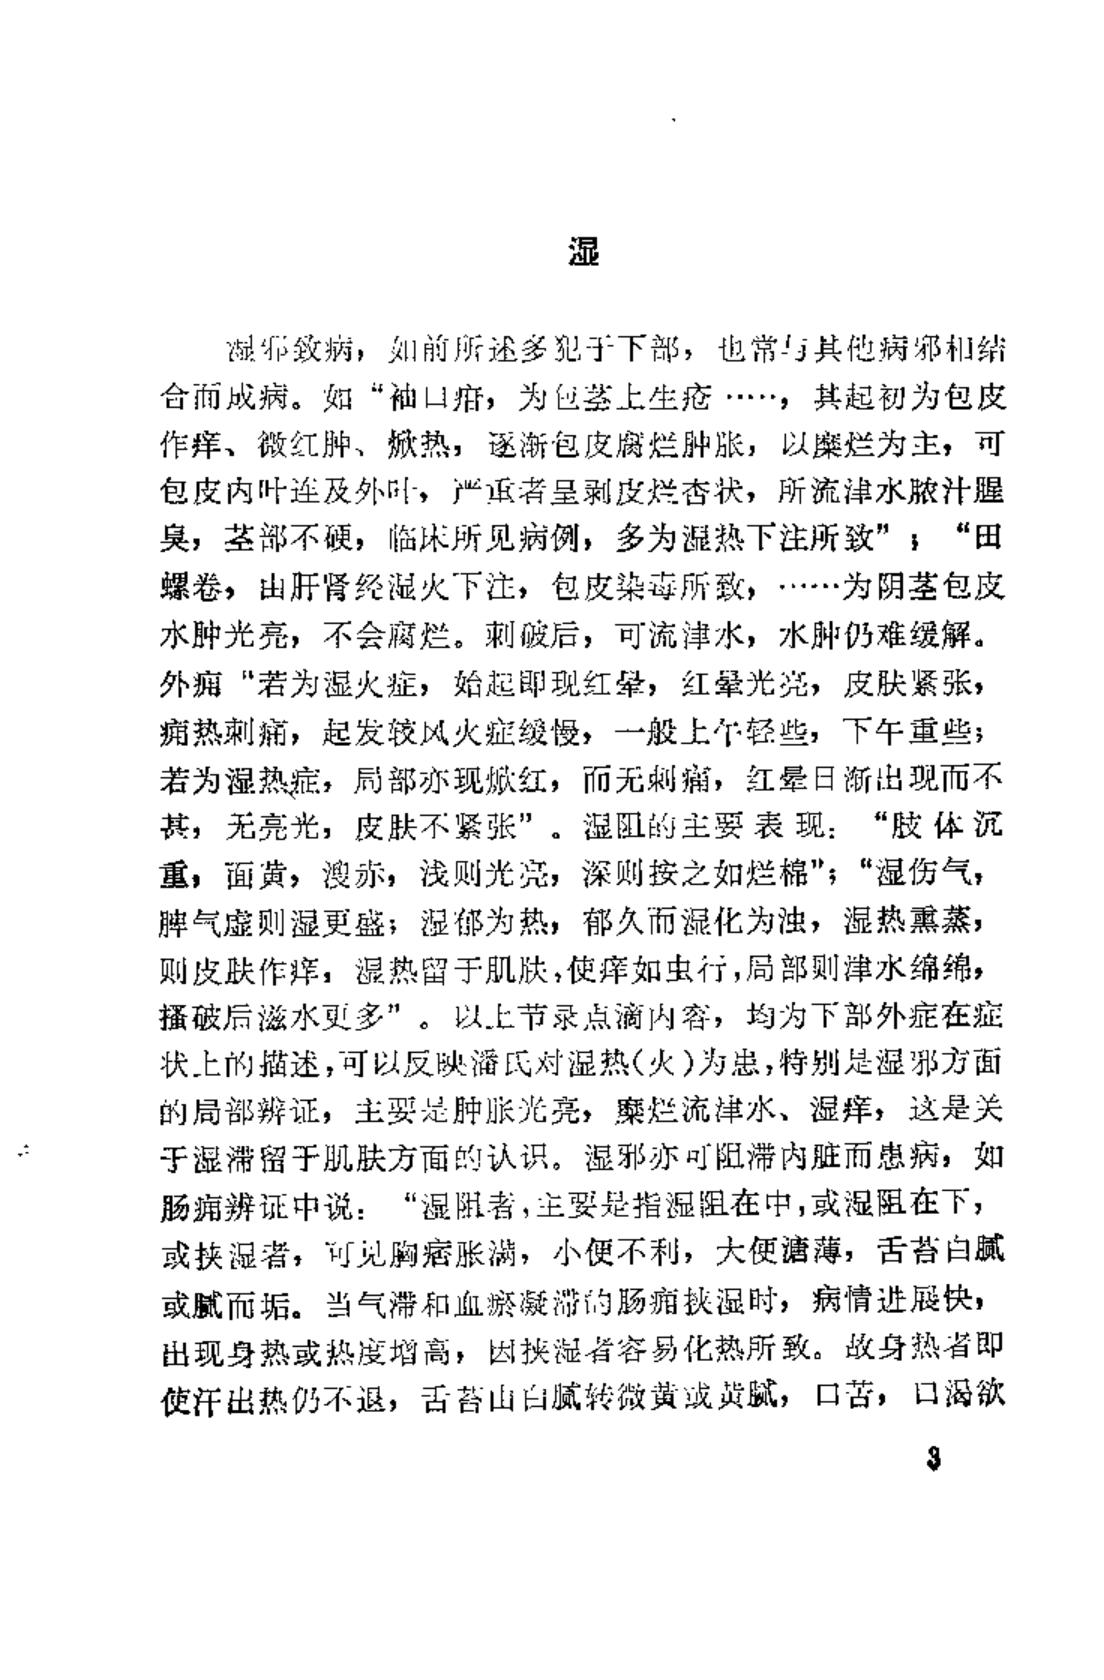 湿
湿邪致病，如前所述多犯于下部，也常与其他病邪相结
合而成病。如“袖口疳，为包茎上生疮……，其起初为包皮
作痒、微红肿、焮热，逐渐包皮腐烂肿胀，以糜烂为主，可
包皮内叶连及外叶，严重者呈剥皮烂杏状，所流津水脓汁腥
臭，茎部不硬，临床所见病例，多为湿热下注所致”；“田
螺卷，由肝肾经湿火下注，包皮染毒所致，……为阴茎包皮
水肿光亮，不会腐烂。刺破后，可流津水，水肿仍难缓解。
外痈“若为湿火症，始起即现红晕，红晕光亮，皮肤紧张，
痈热刺痛，起发较风火症缓慢，一般上午轻些，下午重些；
若为湿热症，局部亦现焮红，而无刺痛，红晕日渐出现而不
甚，无亮光，皮肤不紧张”。湿阻的主要表现：“肢体沉
重，面黄，溲赤，浅则光亮，深则按之如烂棉”；“湿伤气，
脾气虚则湿更盛；湿郁为热，郁久而湿化为浊，湿热熏蒸，
则皮肤作痒，湿热留于肌肤，使痒如虫行，局部则津水绵绵，
搔破后滋水更多”。以上节录点滴内容，均为下部外症在症
状上的描述，可以反映潘氏对湿热（火）为患，特别是湿邪方面
的局部辨证，主要是肿胀光亮，糜烂流津水、湿痒，这是关
于湿滞留于肌肤方面的认识。湿邪亦可阻滞内脏而患病，如
肠痈辨证中说：“湿阻者，主要是指湿阻在中，或湿阻在下，
或挟湿者，可见胸痞胀满，小便不利，大便溏薄，舌苔白腻
或腻而垢。当气滞和血瘀凝滞的肠痈挟湿时，病情进展快，
出现身热或热度增高，因挟湿者容易化热所致。故身热者即
使汗出热仍不退，舌苔由白腻转微黄或黄腻，口苦，口渴欲
3